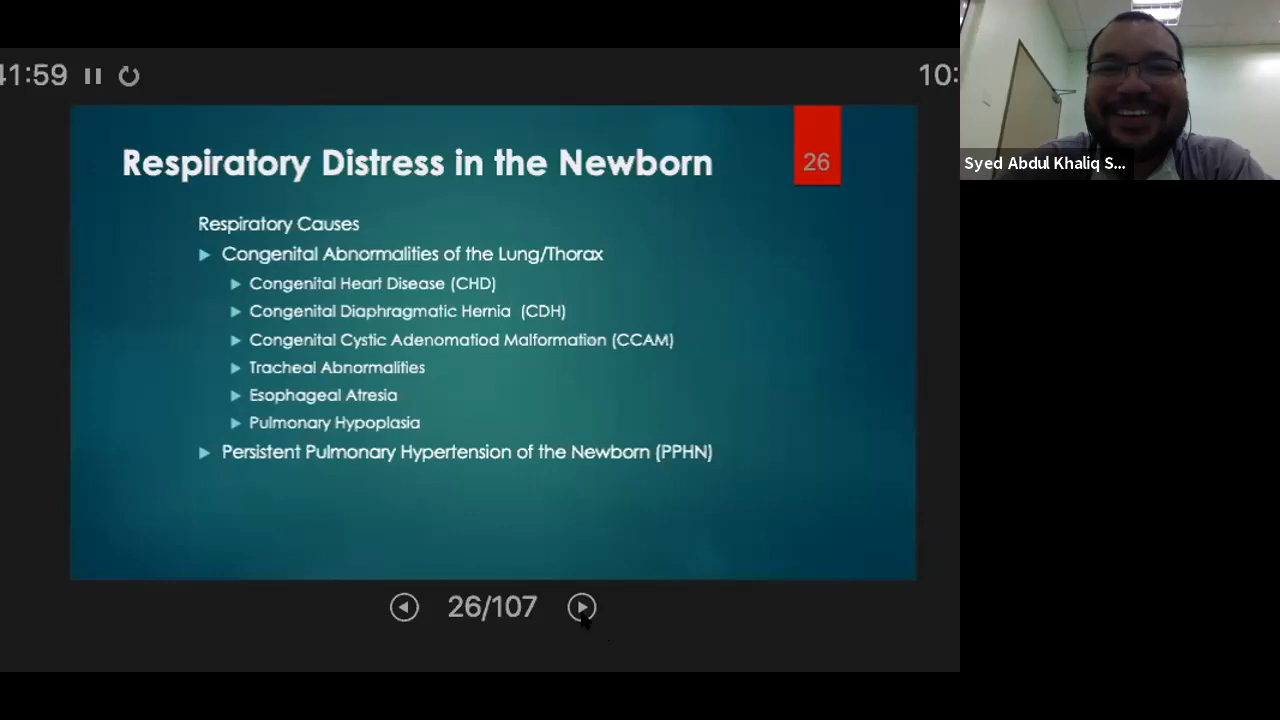 41:59
10:
Respiratory Distress in the Newborn
26
Respiratory Causes
Congenital Abnormalities of the Lung/Thorax
Congenital Heart Disease (CHD)
Congenital Diaphragmatic Hernia (CDH)
Congenital Cystic Adenomatiod Malformation (CCAM)
Tracheal Abnormalities
Esophageal Atresia
Pulmonary Hypoplasia
Persistent Pulmonary Hypertension of the Newborn (PPHN)
26/107
Syed Abdul Khaliq S...